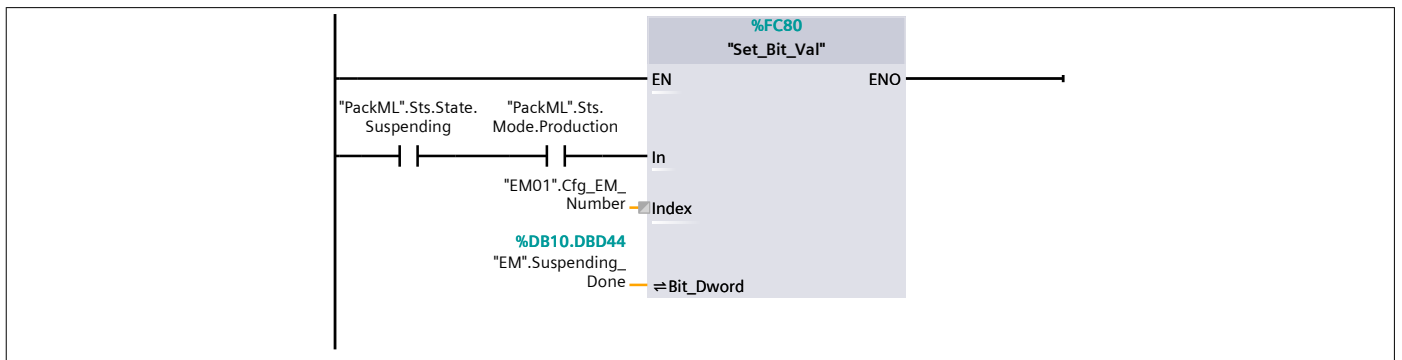 %FC80
"Set_Bit_Val"
EN
ENO
"PackML".Sts.State.
Suspending
"PackML".Sts.
Mode.Production
In
"EM01".Cfg_EM_
Number
Index
%DB10.DBD44
"EM".Suspending_
Done
⇌Bit_Dword